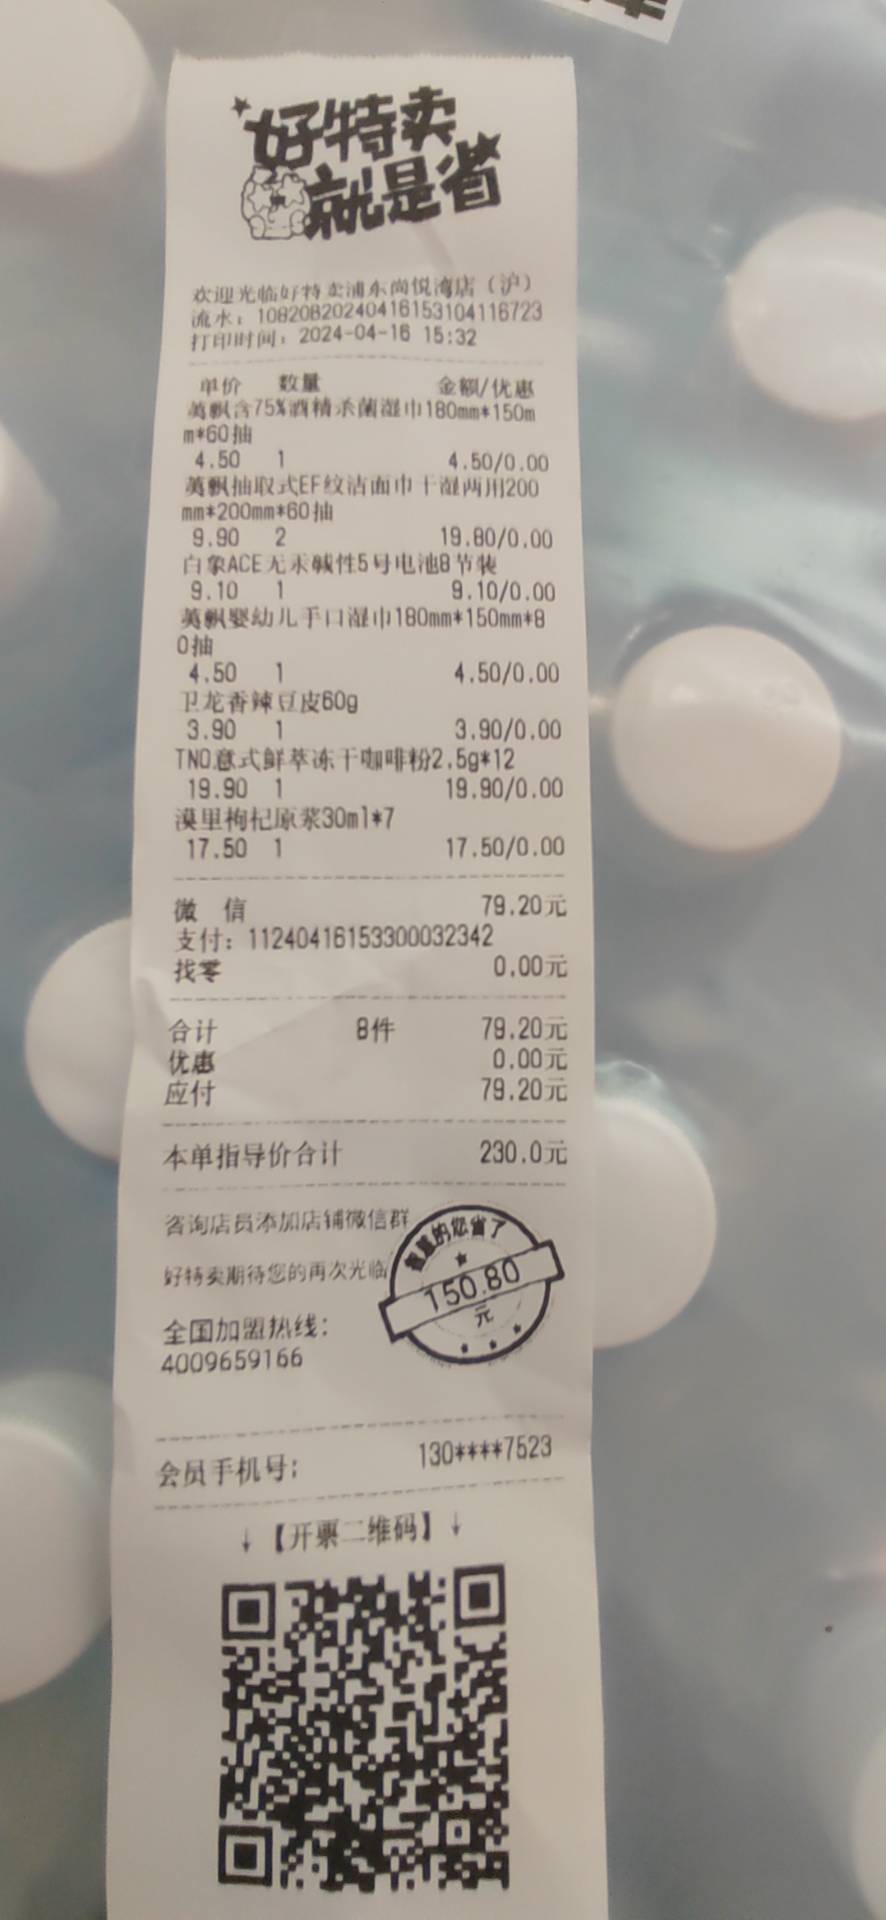 好特卖
就是省
欢迎光临好特卖浦东尚悦湾店（沪）
流水：108208202404161531041​16723
打印时间：2024-04-16 15:32
单价 数量 金额/优惠
英飘含75%酒精杀菌湿巾180mm*150m
m*60抽
4.50 1 4.50/0.00
英飘抽取式EF纹洁面巾干湿两用200
mm*200mm*60抽
9.90 2 19.80/0.00
白象ACE无汞碱性5号电池8节装
9.10 1 9.10/0.00
英飘婴幼儿手口湿巾180mm*150mm*8
0抽
4.50 1 4.50/0.00
卫龙香辣豆皮60g
3.90 1 3.90/0.00
TNO意式鲜萃冻干咖啡粉2.5g*12
19.90 1 19.90/0.00
漠里枸杞原浆30ml*7
17.50 1 17.50/0.00
微 信 79.20元
支付：11240416153300032342
找零 0.00元
合计 8件 79.20元
优惠 0.00元
应付 79.20元
本单指导价合计 230.0元
咨询店员添加店铺微信群
好特卖期待您的再次光临
的您省了
150.80
元
全国加盟热线：
4009659166
会员手机号： 130****7523
↓【开票二维码】↓